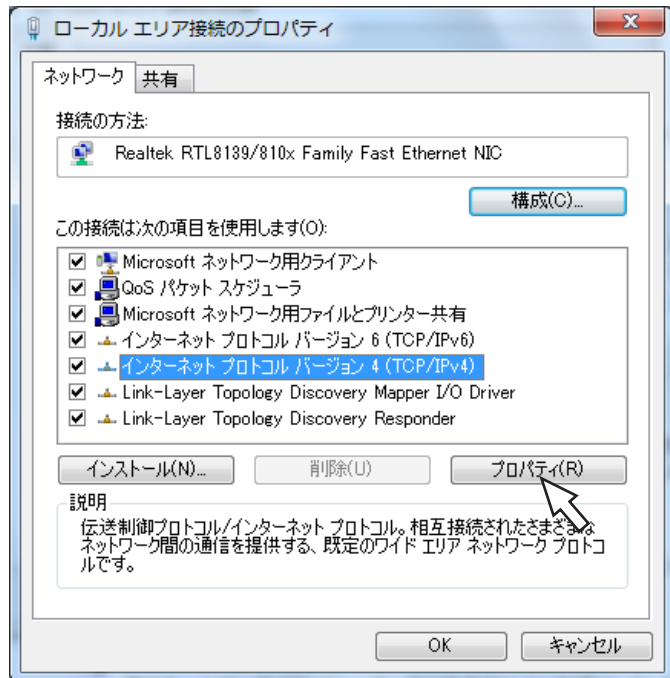 ローカル エリア接続のプロパティ
ネットワーク 共有
接続の方法:
Realtek RTL8139/810x Family Fast Ethernet NIC
構成(C)...
この接続は次の項目を使用します(O):
Microsoft ネットワーク用クライアント
QoS パケット スケジューラ
Microsoft ネットワーク用ファイルとプリンター共有
インターネット プロトコル バージョン 6 (TCP/IPv6)
インターネット プロトコル バージョン 4 (TCP/IPv4)
Link-Layer Topology Discovery Mapper I/O Driver
Link-Layer Topology Discovery Responder
インストール(N)... 削除(U) プロパティ(R)
説明
伝送制御プロトコル/インターネット プロトコル。相互接続されたさまざまな
ネットワーク間の通信を提供する、既定のワイド エリア ネットワーク プロトコ
ルです。
OK キャンセル